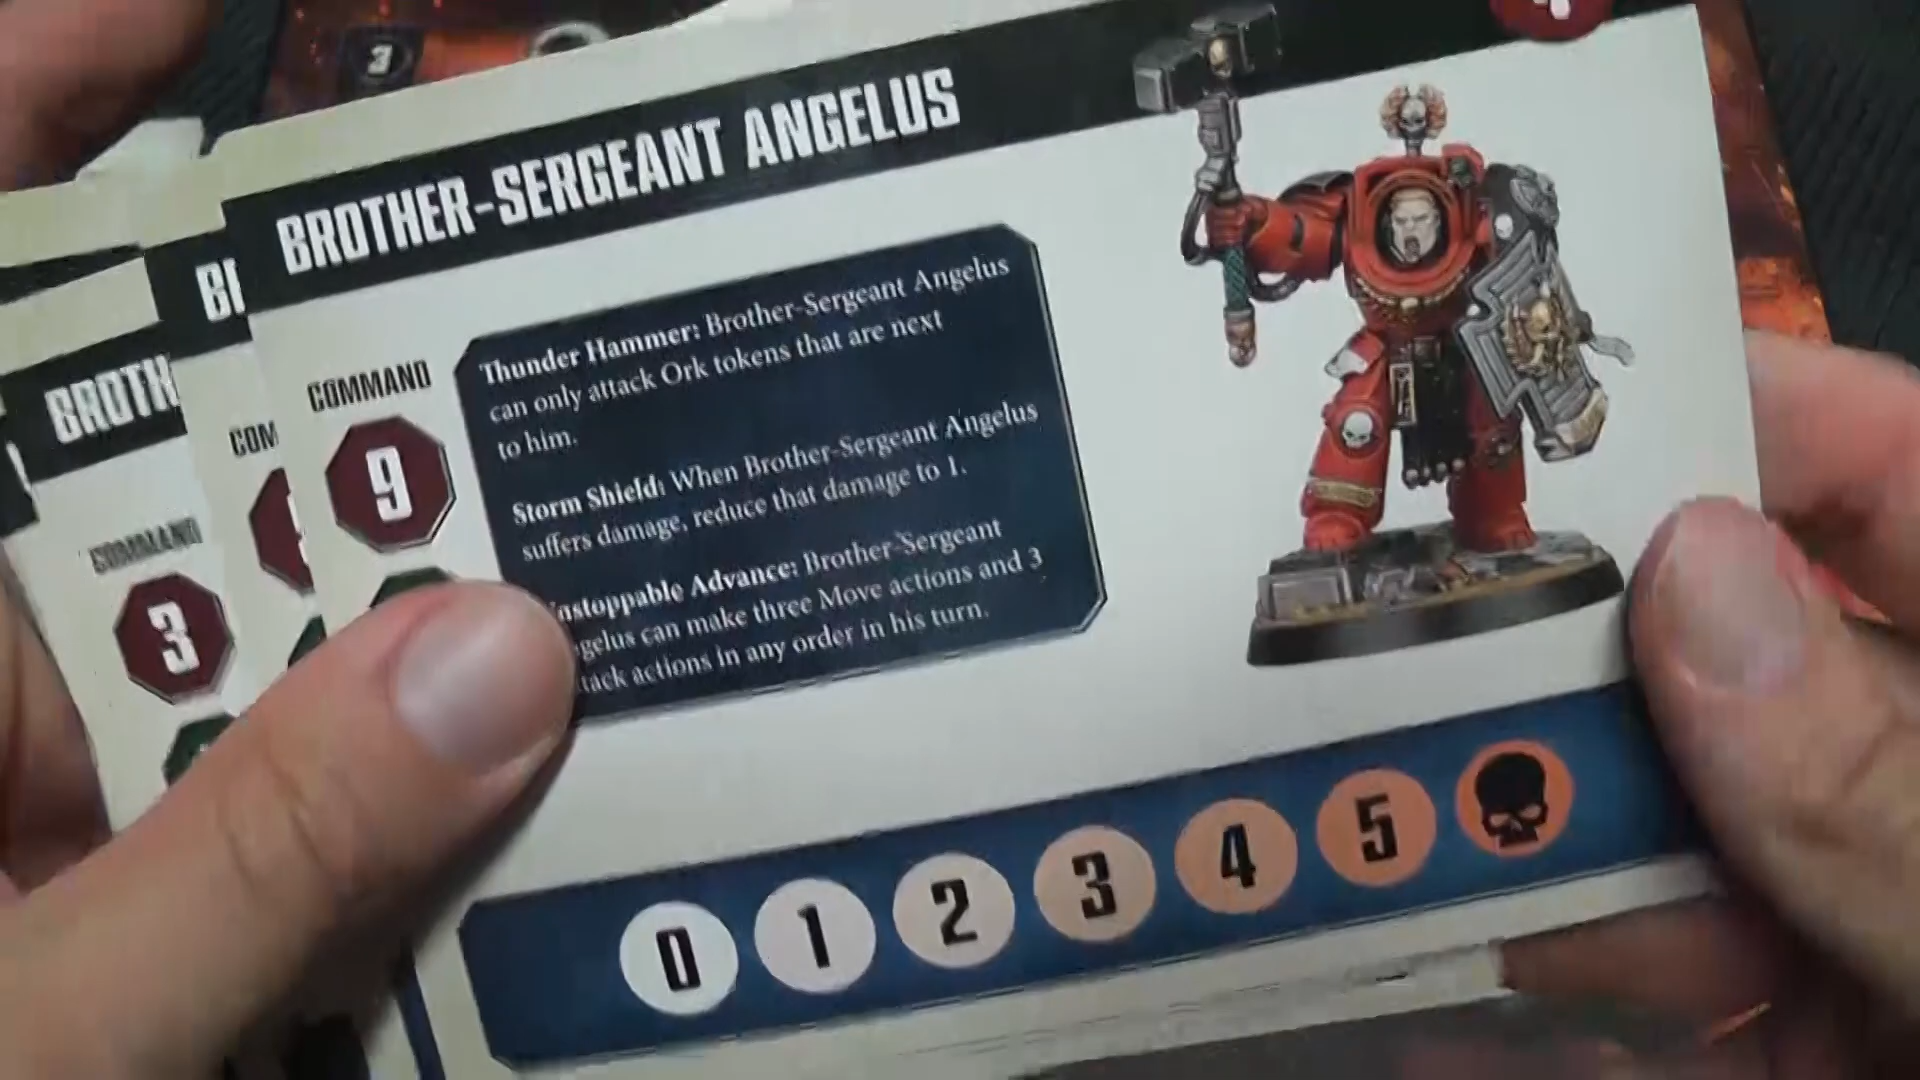 3
BROTHER-SERGEANT ANGELUS
BR
BROTH
COMMAND
9
COM
COMMAND
3
Thunder Hammer: Brother-Sergeant Angelus
can only attack Ork tokens that are next
to him.
Storm Shield: When Brother-Sergeant Angelus
suffers damage, reduce that damage to 1.
nstoppable Advance: Brother-Sergeant
gelus can make three Move actions and 3
tack actions in any order in his turn.
0 1 2 3 4 5